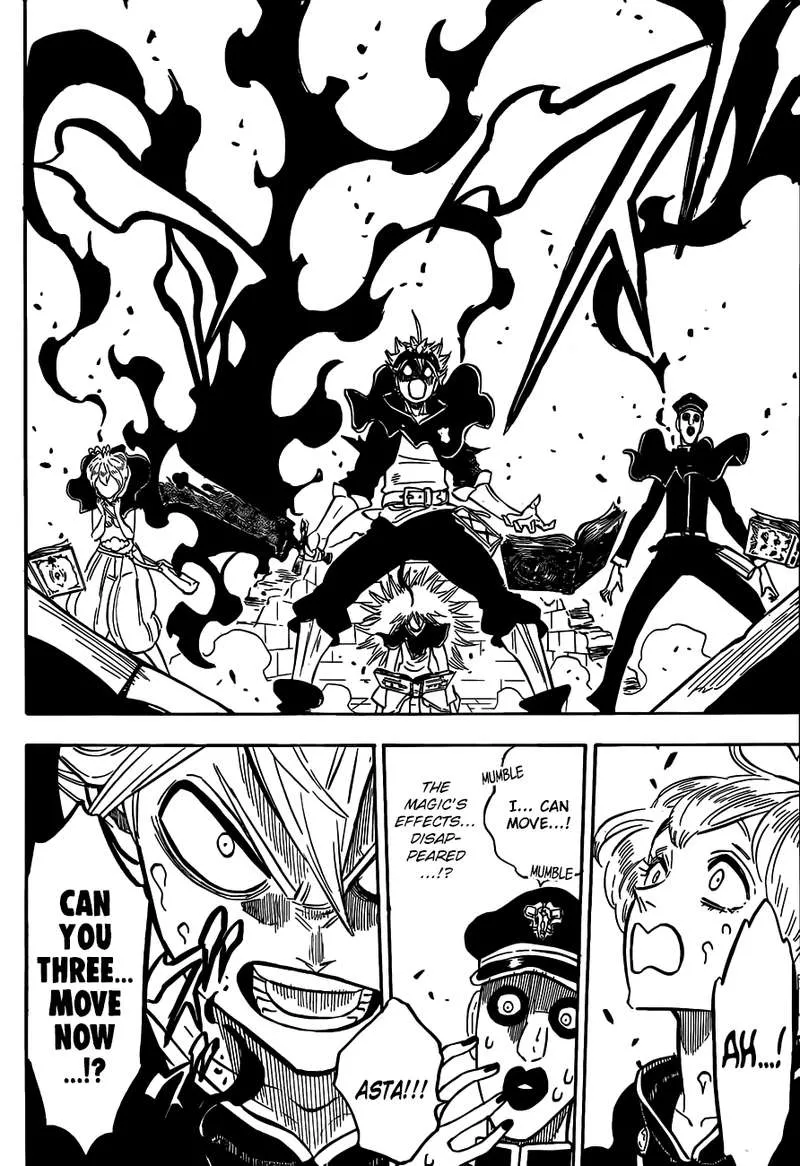 AH...!
MUMBLE
I... CAN
MOVE...!
MUMBLE
THE
MAGIC'S
EFFECTS...
DISAP-
PEARED
...!?
ASTA!!!
CAN
YOU
THREE...
MOVE
NOW
...!?